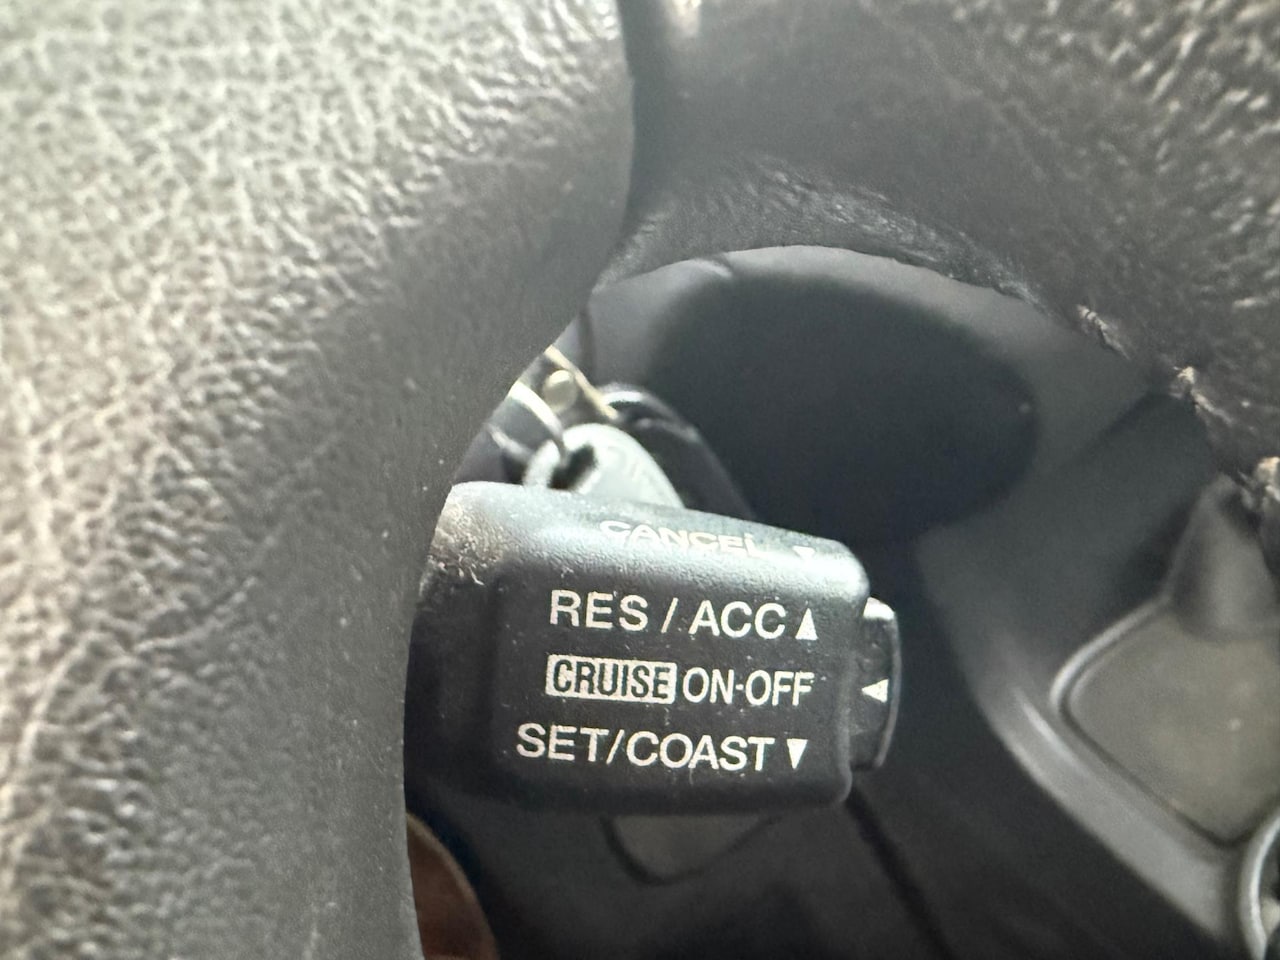 CANCEL ▼
RES / ACC ▲
CRUISE ON-OFF ◀
SET/COAST ▼